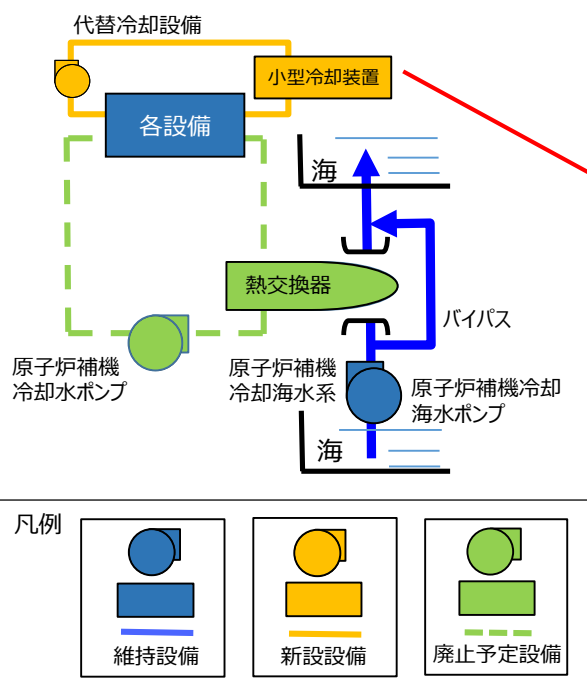 代替冷却設備
小型冷却装置
各設備
海
熱交換器
バイパス
原子炉補機
冷却水ポンプ
原子炉補機
冷却海水系
原子炉補機冷却
海水ポンプ
海
凡例
維持設備
新設設備
廃止予定設備